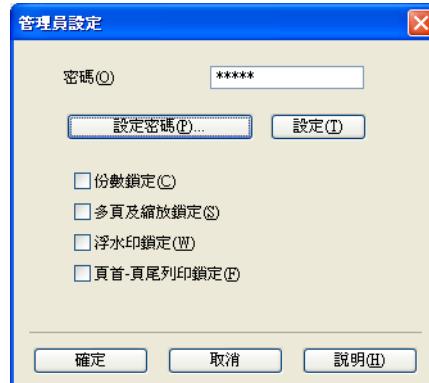 管理員設定
密碼(O) *****
設定密碼(P)... 設定(T)
份數鎖定(C)
多頁及縮放鎖定(S)
浮水印鎖定(W)
頁首-頁尾列印鎖定(F)
確定 取消 說明(H)